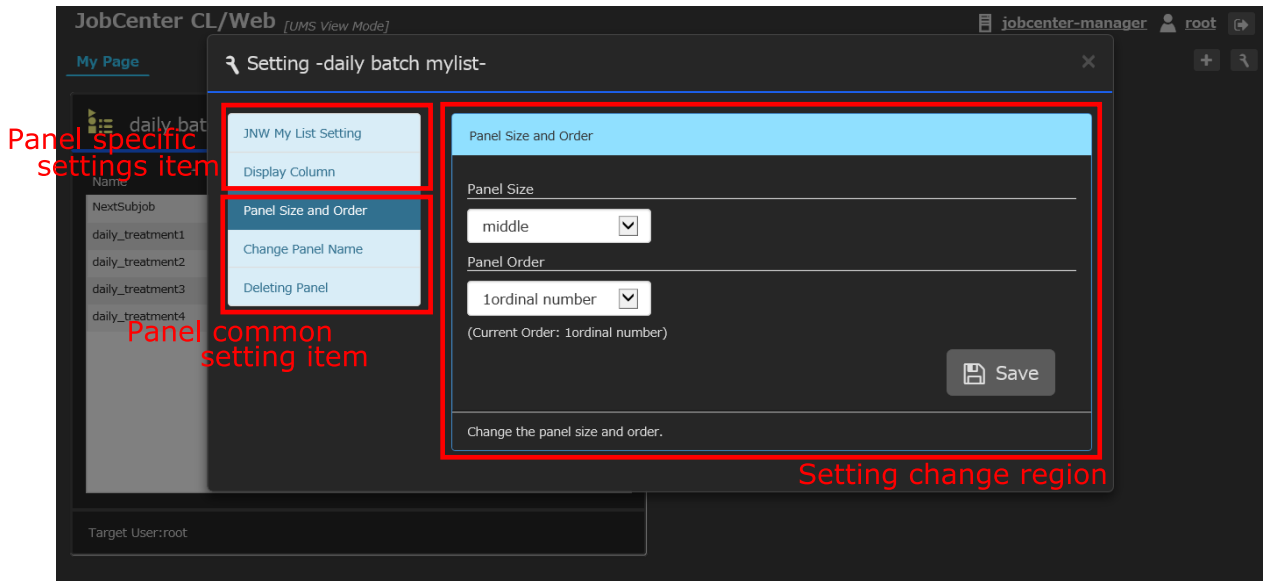 JobCenter CL/Web [UMS View Mode]
jobcenter-manager root
My Page
Setting -daily batch mylist-
daily bat
Panel specific
settings item
Name
NextSubjob
daily_treatment1
daily_treatment2
daily_treatment3
daily_treatment4
JNW My List Setting
Display Column
Panel Size and Order
Change Panel Name
Deleting Panel
Panel common
setting item
Panel Size and Order
Panel Size
middle
Panel Order
1ordinal number
(Current Order: 1ordinal number)
Save
Change the panel size and order.
Setting change region
Target User:root